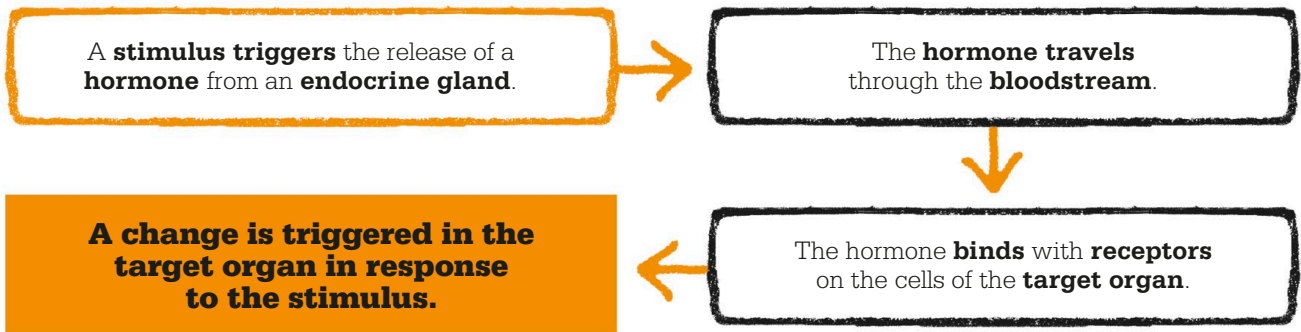 A stimulus triggers the release of a
hormone from an endocrine gland.
The hormone travels
through the bloodstream.
The hormone binds with receptors
on the cells of the target organ.
A change is triggered in the
target organ in response
to the stimulus.